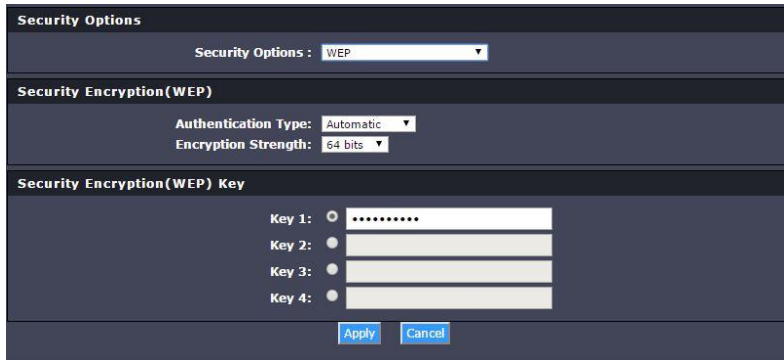 Security Options
Security Options : WEP
Security Encryption(WEP)
Authentication Type: Automatic
Encryption Strength: 64 bits
Security Encryption(WEP) Key
Key 1: ••••••••••
Key 2:
Key 3:
Key 4:
Apply Cancel